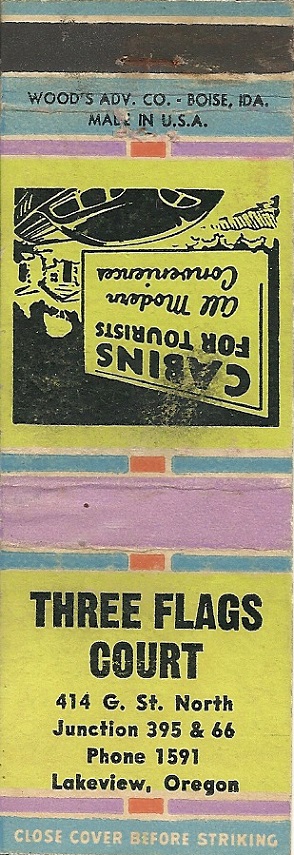 WOOD'S ADV. CO. - BOISE, IDA.
MADE IN U.S.A.
CABINS
FOR TOURISTS
All Modern
Conveniences
THREE FLAGS
COURT
414 G. St. North
Junction 395 & 66
Phone 1591
Lakeview, Oregon
CLOSE COVER BEFORE STRIKING